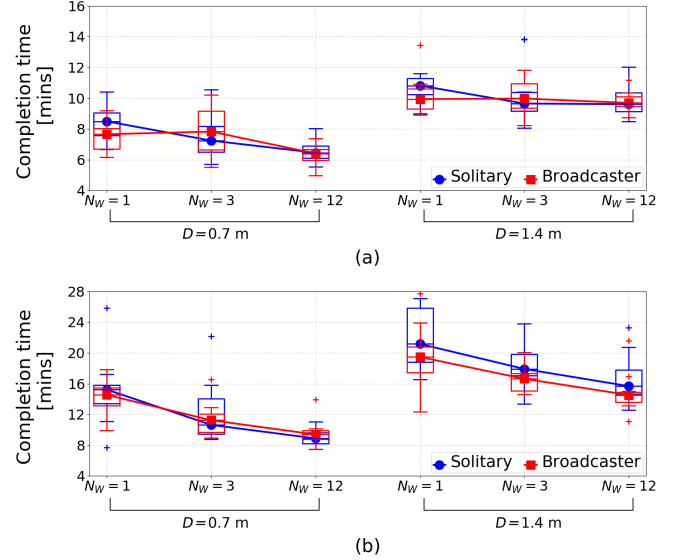 16
14
12
10
8
6
4
Completion time
[mins]
Solitary
Broadcaster
N_W = 1
N_W = 3
N_W = 12
N_W = 1
N_W = 3
N_W = 12
D = 0.7 m
D = 1.4 m
(a)
28
24
20
16
12
8
4
Completion time
[mins]
Solitary
Broadcaster
N_W = 1
N_W = 3
N_W = 12
N_W = 1
N_W = 3
N_W = 12
D = 0.7 m
D = 1.4 m
(b)